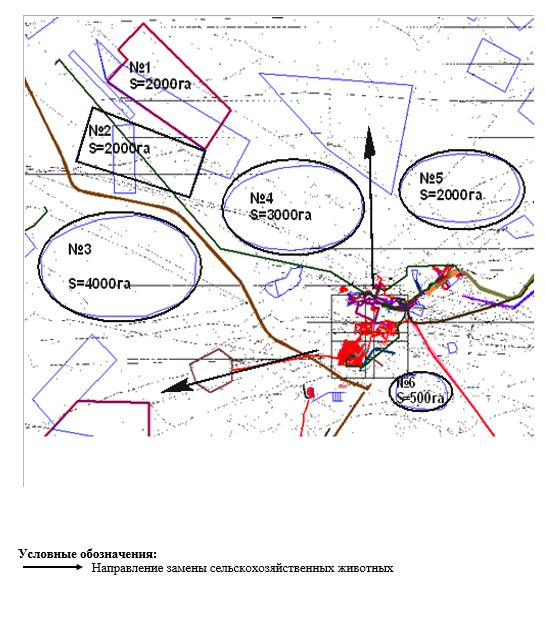 №1
S=2000га
№2
S=2000га
№3
S=4000га
№4
S=3000га
№5
S=2000га
№6
S=500га
Условные обозначения:
Направление замены сельскохозяйственных животных